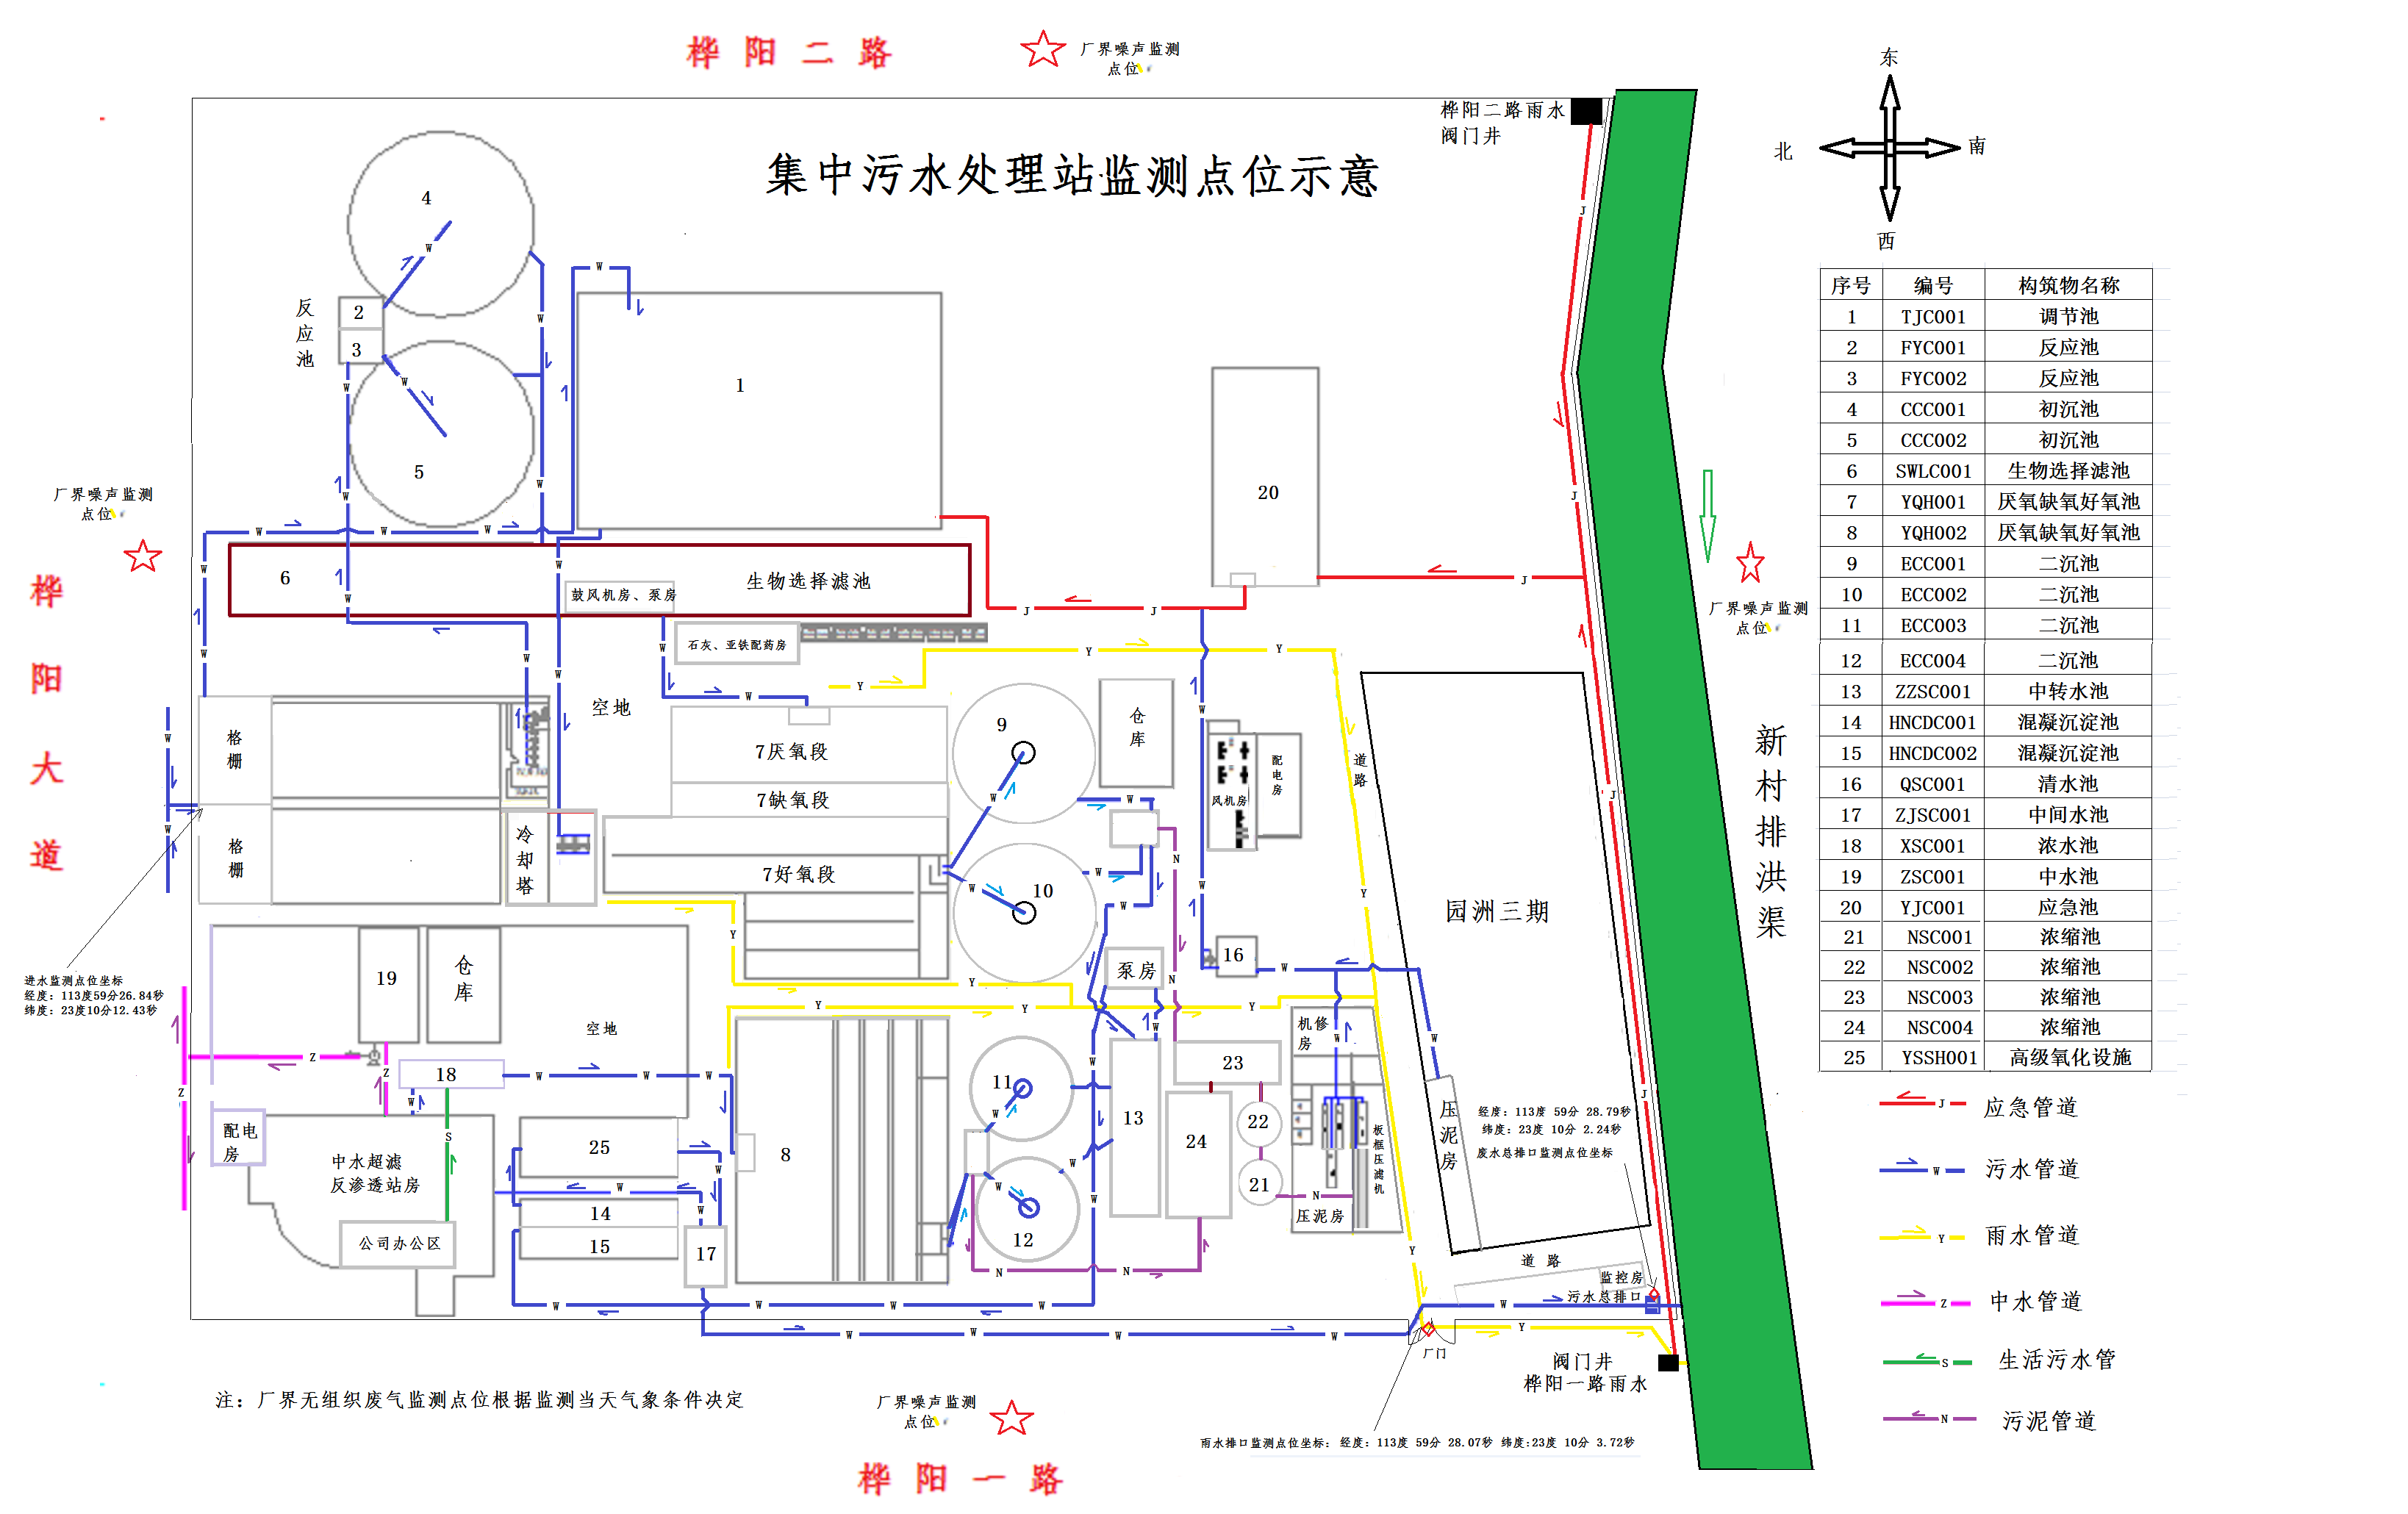 桦阳二路
厂界噪声监测
点位
东
北
南
西
桦阳二路雨水
阀门井
集中污水处理站监测点位示意
序号 编号 构筑物名称
1 TJC001 调节池
2 FYC001 反应池
3 FYC002 反应池
4 CCC001 初沉池
5 CCC002 初沉池
6 SWLC001 生物选择滤池
7 YQH001 厌氧缺氧好氧池
8 YQH002 厌氧缺氧好氧池
9 ECC001 二沉池
10 ECC002 二沉池
11 ECC003 二沉池
12 ECC004 二沉池
13 ZZSC001 中转水池
14 HNCDC001 混凝沉淀池
15 HNCDC002 混凝沉淀池
16 QSC001 清水池
17 ZJSC001 中间水池
18 XSC001 浓水池
19 ZSC001 中水池
20 YJC001 应急池
21 NSC001 浓缩池
22 NSC002 浓缩池
23 NSC003 浓缩池
24 NSC004 浓缩池
25 YSSH001 高级氧化设施
J 应急管道
W 污水管道
Y 雨水管道
Z 中水管道
S 生活污水管
N 污泥管道
4
反应池
2
3
5
1
20
厂界噪声监测
点位
桦阳大道
6
鼓风机房、泵房
生物选择滤池
石灰、亚铁配药房
空地
厂界噪声监测
点位
新村排洪渠
格栅
格栅
冷却塔
7厌氧段
7缺氧段
7好氧段
9
10
仓库
风机房
配电房
道路
园洲三期
进水监测点位坐标
经度：113度59分26.84秒
纬度：23度10分12.43秒
19
仓库
空地
18
泵房
16
机修房
配电房
中水超滤
反渗透站房
公司办公区
25
14
15
17
8
11
12
13
23
24
22
21
板框压滤机
压泥房
压泥房
经度：113度 59分 28.79秒
纬度：23度 10分 2.24秒
废水总排口监测点位坐标
道路
监控房
污水总排口
厂门
阀门井
桦阳一路雨水
注：厂界无组织废气监测点位根据监测当天气象条件决定
厂界噪声监测
点位
雨水排口监测点位坐标：经度：113度 59分 28.07秒 纬度:23度 10分 3.72秒
桦阳一路